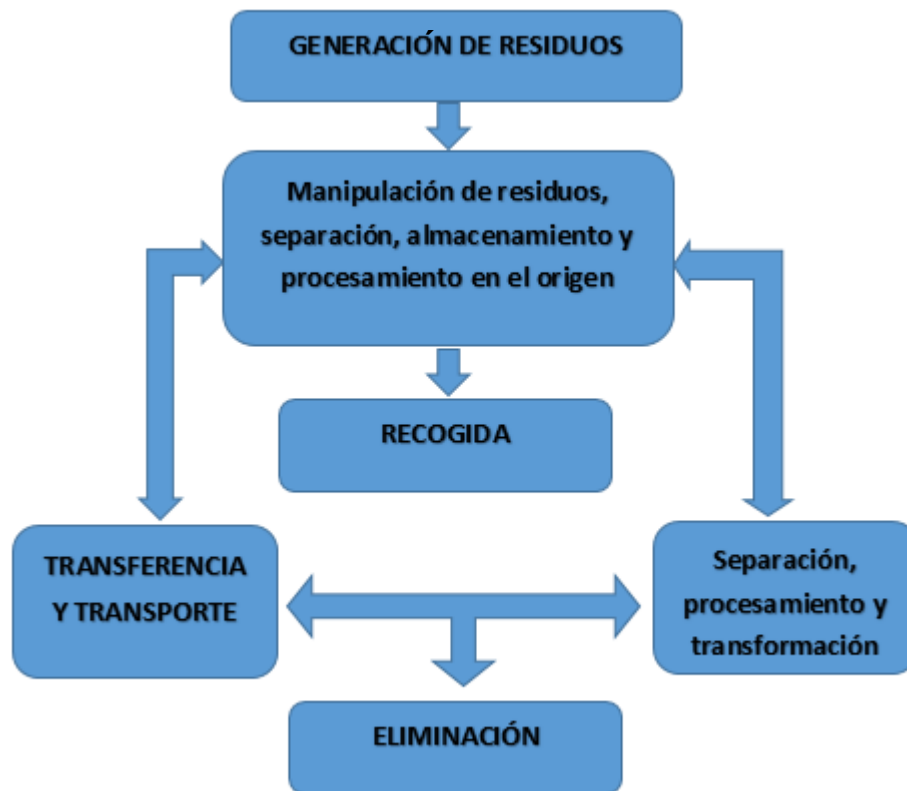 GENERACIÓN DE RESIDUOS
Manipulación de residuos,
separación, almacenamiento y
procesamiento en el origen
RECOGIDA
TRANSFERENCIA
Y TRANSPORTE
Separación,
procesamiento y
transformación
ELIMINACIÓN